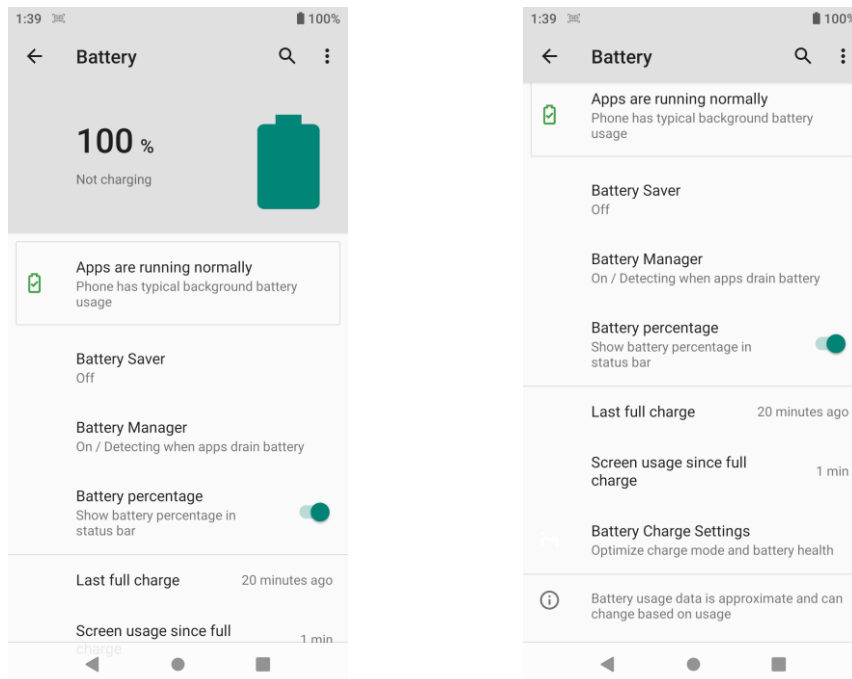 1:39 100%
Battery
100 %
Not charging
Apps are running normally
Phone has typical background battery
usage
Battery Saver
Off
Battery Manager
On / Detecting when apps drain battery
Battery percentage
Show battery percentage in
status bar
Last full charge 20 minutes ago
Screen usage since full
charge 1 min
1:39 100%
Battery
Apps are running normally
Phone has typical background battery
usage
Battery Saver
Off
Battery Manager
On / Detecting when apps drain battery
Battery percentage
Show battery percentage in
status bar
Last full charge 20 minutes ago
Screen usage since full
charge 1 min
Battery Charge Settings
Optimize charge mode and battery health
Battery usage data is approximate and can
change based on usage